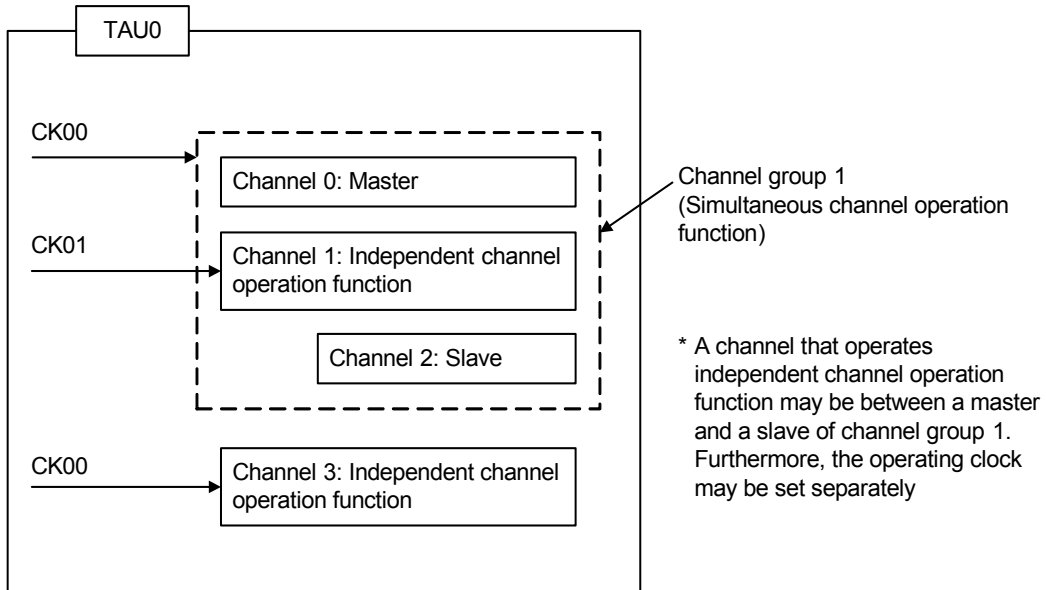 TAU0
CK00
Channel 0: Master
Channel group 1
(Simultaneous channel operation
function)
CK01
Channel 1: Independent channel
operation function
Channel 2: Slave
* A channel that operates
independent channel operation
function may be between a master
and a slave of channel group 1.
Furthermore, the operating clock
may be set separately
CK00
Channel 3: Independent channel
operation function